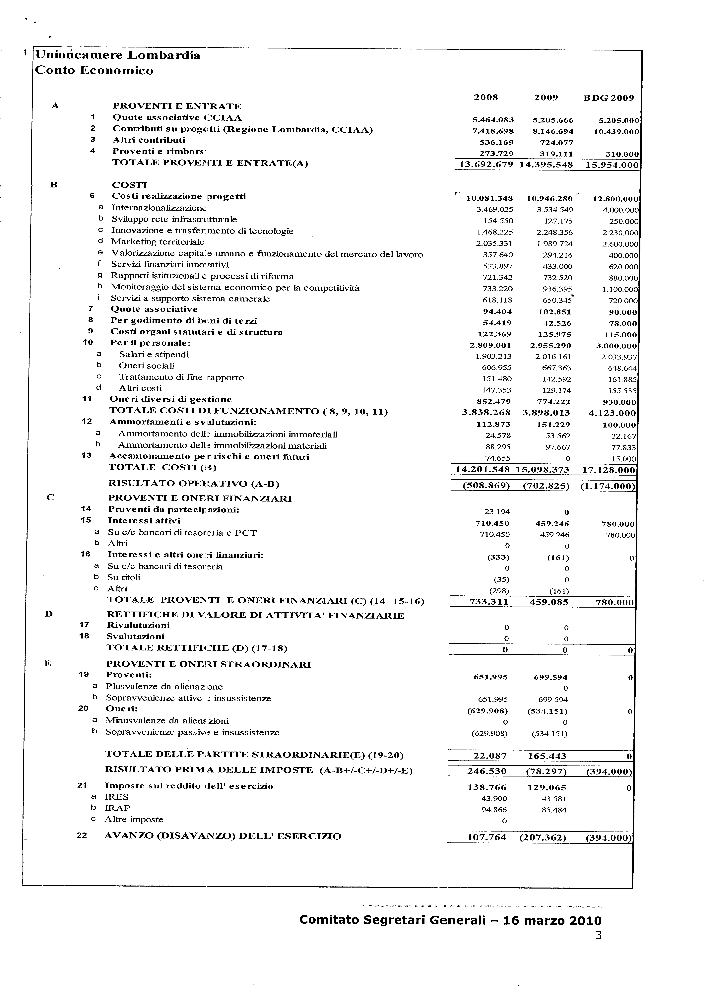 Unioncamere Lombardia
Conto Economico
2008 2009 BDG 2009
A PROVENTI E ENTRATE
1 Quote associative CCIAA 5.464.083 5.205.666 5.205.000
2 Contributi su progetti (Regione Lombardia, CCIAA) 7.418.698 8.146.694 10.439.000
3 Altri contributi 536.169 724.077
4 Proventi e rimborsi 273.729 319.111 310.000
TOTALE PROVENTI E ENTRATE(A) 13.692.679 14.395.548 15.954.000
B COSTI
6 Costi realizzazione progetti 10.081.348 10.946.280 12.800.000
a Internazionalizzazione 3.469.025 3.534.549 4.000.000
b Sviluppo rete infrastrutturale 154.550 127.175 250.000
c Innovazione e trasferimento di tecnologie 1.468.225 2.248.356 2.230.000
d Marketing territoriale 2.035.331 1.989.724 2.600.000
e Valorizzazione capitale umano e funzionamento del mercato del lavoro 357.640 294.216 400.000
f Servizi finanziari innovativi 523.897 433.000 620.000
g Rapporti istituzionali e processi di riforma 721.342 732.520 880.000
h Monitoraggio del sistema economico per la competitività 733.220 936.395 1.100.000
i Servizi a supporto sistema camerale 618.118 650.345 720.000
7 Quote associative 94.404 102.851 90.000
8 Per godimento di beni di terzi 54.419 42.526 78.000
9 Costi organi statutari e di struttura 122.369 125.975 115.000
10 Per il personale: 2.809.001 2.955.290 3.000.000
a Salari e stipendi 1.903.213 2.016.161 2.033.937
b Oneri sociali 606.955 667.363 648.644
c Trattamento di fine rapporto 151.480 142.592 161.885
d Altri costi 147.353 129.174 155.535
11 Oneri diversi di gestione 852.479 774.222 930.000
TOTALE COSTI DI FUNZIONAMENTO ( 8, 9, 10, 11) 3.838.268 3.898.013 4.123.000
12 Ammortamenti e svalutazioni: 112.873 151.229 100.000
a Ammortamento delle immobilizzazioni immateriali 24.578 53.562 22.167
b Ammortamento delle immobilizzazioni materiali 88.295 97.667 77.833
13 Accantonamento per rischi e oneri futuri 74.655 0 15.000
TOTALE COSTI (B) 14.201.548 15.098.373 17.128.000
RISULTATO OPERATIVO (A-B) (508.869) (702.825) (1.174.000)
C PROVENTI E ONERI FINANZIARI
14 Proventi da partecipazioni: 23.194 0
15 Interessi attivi 710.450 459.246 780.000
a Su c/c bancari di tesoreria e PCT 710.450 459.246 780.000
b Altri 0 0
16 Interessi e altri oneri finanziari: (333) (161) 0
a Su c/c bancari di tesoreria 0 0
b Su titoli (35) 0
c Altri (298) (161)
TOTALE PROVENTI E ONERI FINANZIARI (C) (14+15-16) 733.311 459.085 780.000
D RETTIFICHE DI VALORE DI ATTIVITA' FINANZIARIE
17 Rivalutazioni 0 0
18 Svalutazioni 0 0
TOTALE RETTIFICHE (D) (17-18) 0 0 0
E PROVENTI E ONERI STRAORDINARI
19 Proventi: 651.995 699.594 0
a Plusvalenze da alienazione 0
b Sopravvenienze attive e insussistenze 651.995 699.594
20 Oneri: (629.908) (534.151) 0
a Minusvalenze da alienazioni 0 0
b Sopravvenienze passive e insussistenze (629.908) (534.151)
TOTALE DELLE PARTITE STRAORDINARIE(E) (19-20) 22.087 165.443 0
RISULTATO PRIMA DELLE IMPOSTE (A-B+/-C+/-D+/-E) 246.530 (78.297) (394.000)
21 Imposte sul reddito dell' esercizio 138.766 129.065 0
a IRES 43.900 43.581
b IRAP 94.866 85.484
c Altre imposte 0
22 AVANZO (DISAVANZO) DELL' ESERCIZIO 107.764 (207.362) (394.000)
Comitato Segretari Generali – 16 marzo 2010
3